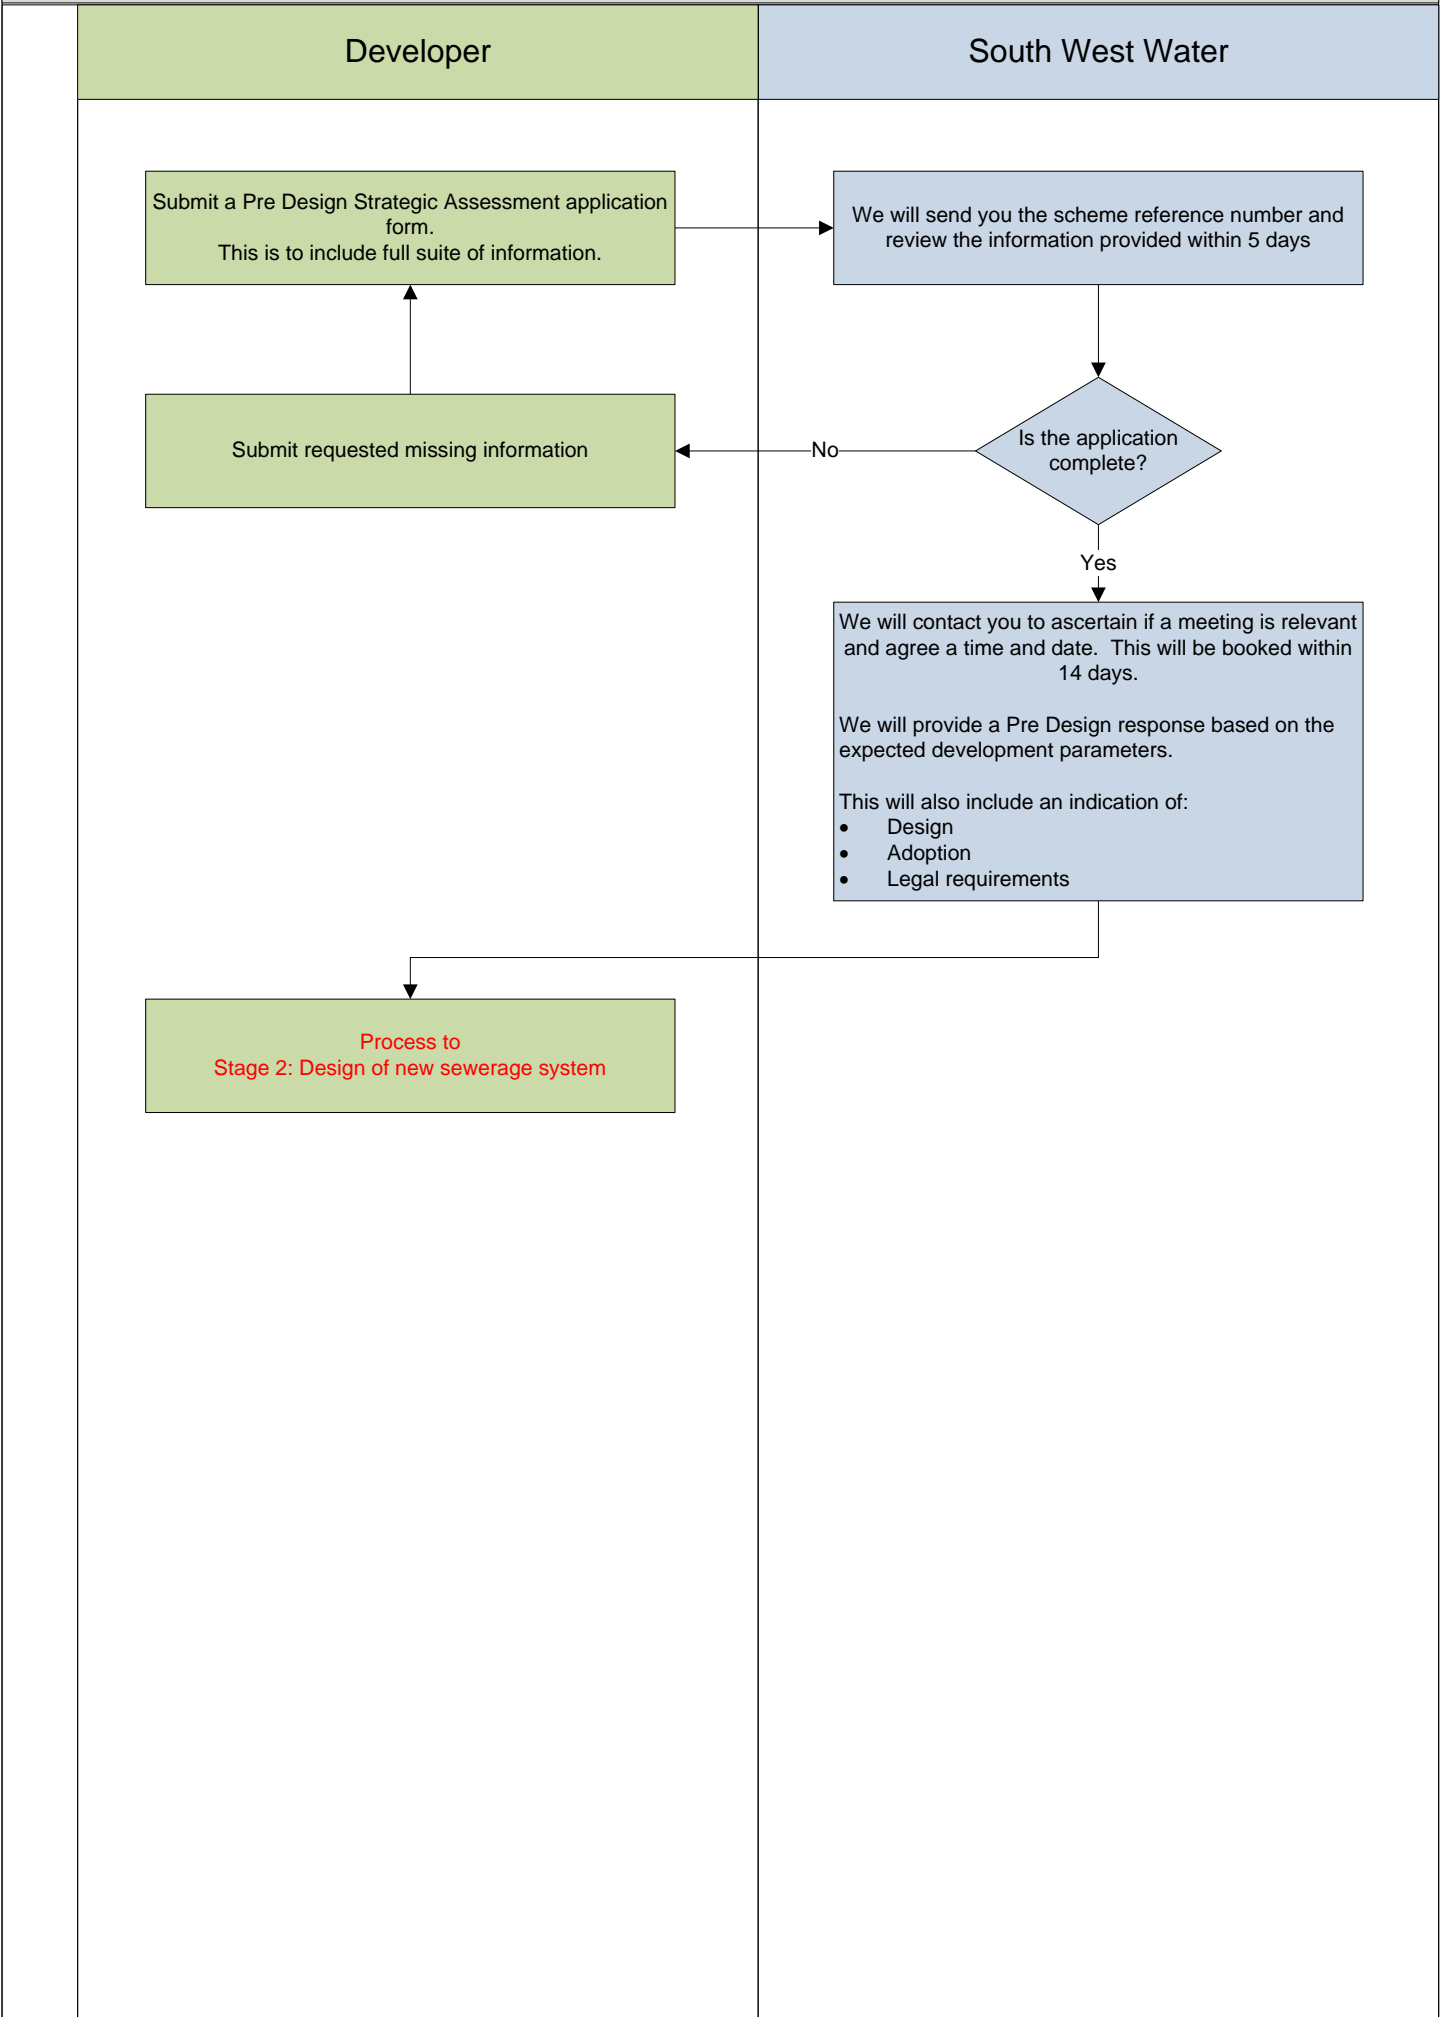 Developer
South West Water
Submit a Pre Design Strategic Assessment application
form.
This is to include full suite of information.
We will send you the scheme reference number and
review the information provided within 5 days
Submit requested missing information
No
Is the application
complete?
Yes
We will contact you to ascertain if a meeting is relevant
and agree a time and date.  This will be booked within
14 days.
We will provide a Pre Design response based on the
expected development parameters.
This will also include an indication of:
• Design
• Adoption
• Legal requirements
Process to
Stage 2: Design of new sewerage system